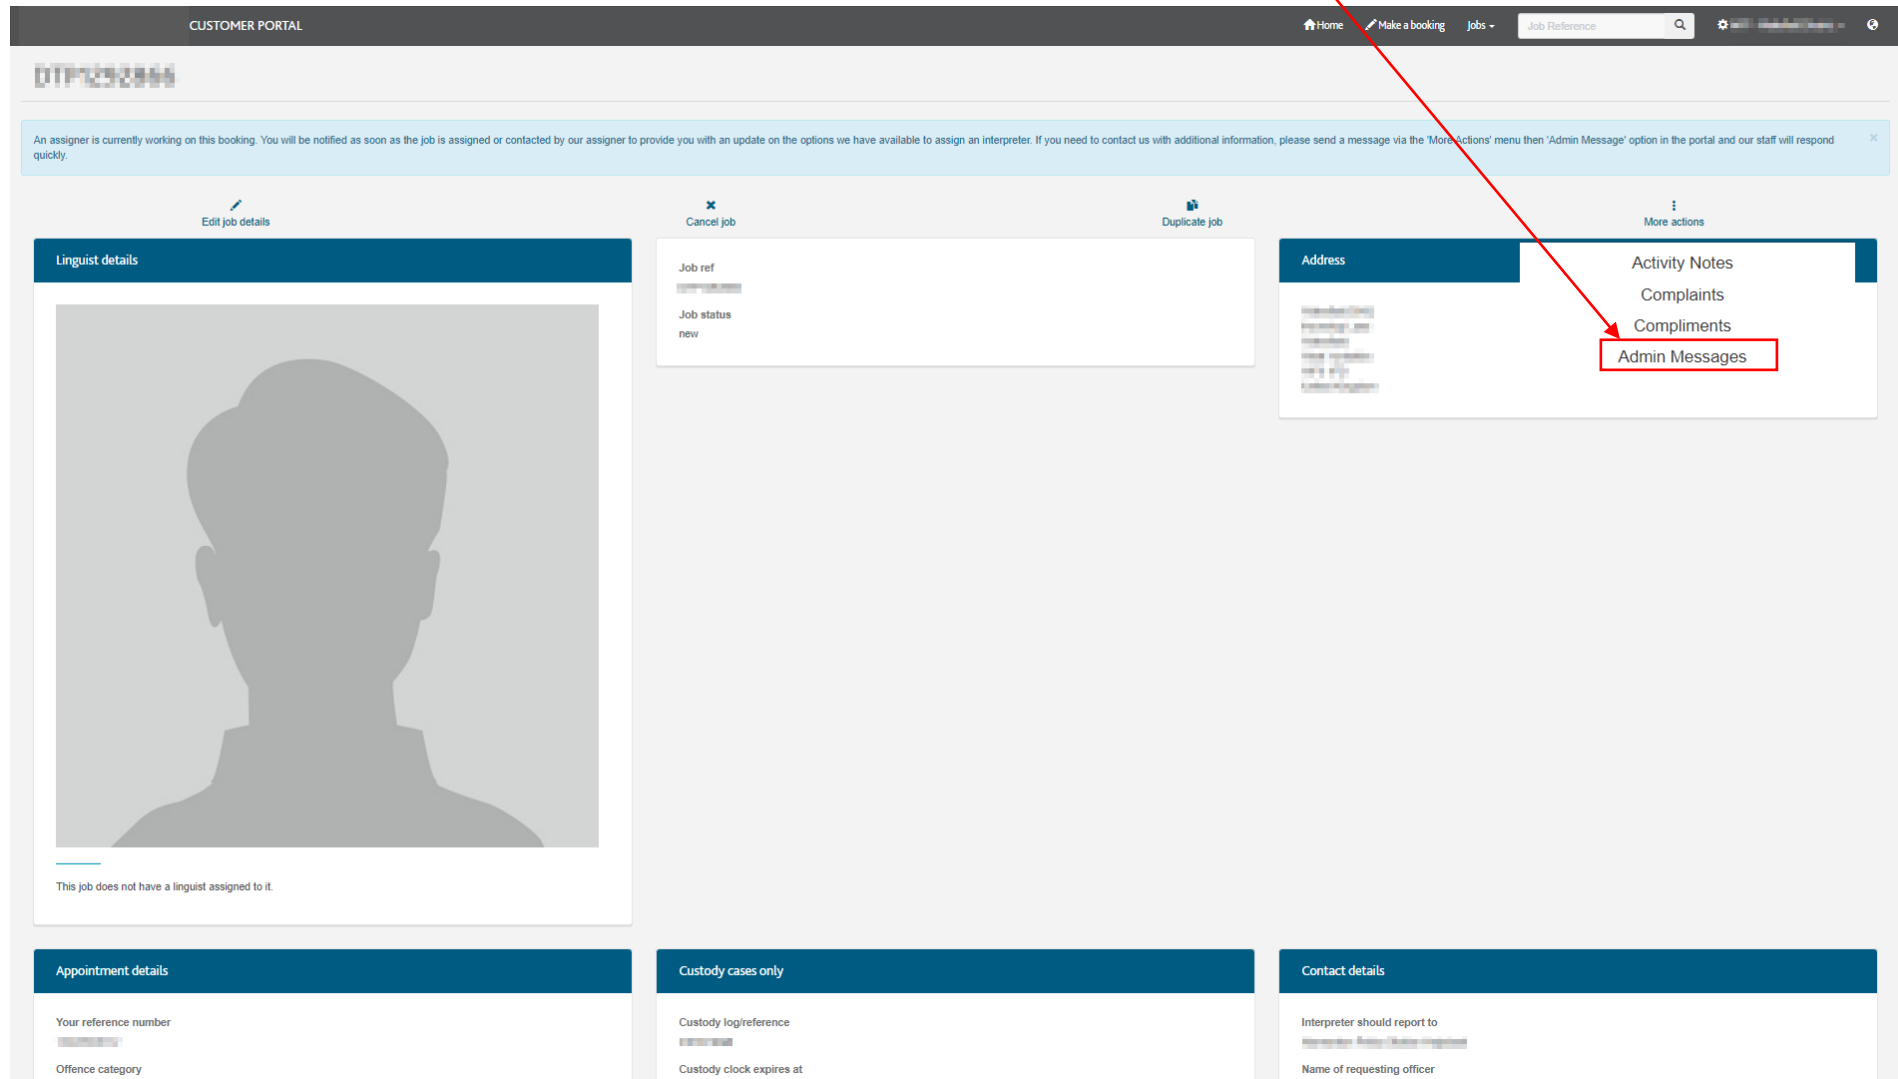 CUSTOMER PORTAL
Home
Make a booking
Jobs
Job Reference
An assigner is currently working on this booking. You will be notified as soon as the job is assigned or contacted by our assigner to provide you with an update on the options we have available to assign an interpreter. If you need to contact us with additional information, please send a message via the 'More Actions' menu then 'Admin Message' option in the portal and our staff will respond
quickly.
Edit job details
Cancel job
Duplicate job
More actions
Linguist details
This job does not have a linguist assigned to it.
Job ref
Job status
new
Address
Activity Notes
Complaints
Compliments
Admin Messages
Appointment details
Your reference number
Offence category
Custody cases only
Custody log/reference
Custody clock expires at
Contact details
Interpreter should report to
Name of requesting officer